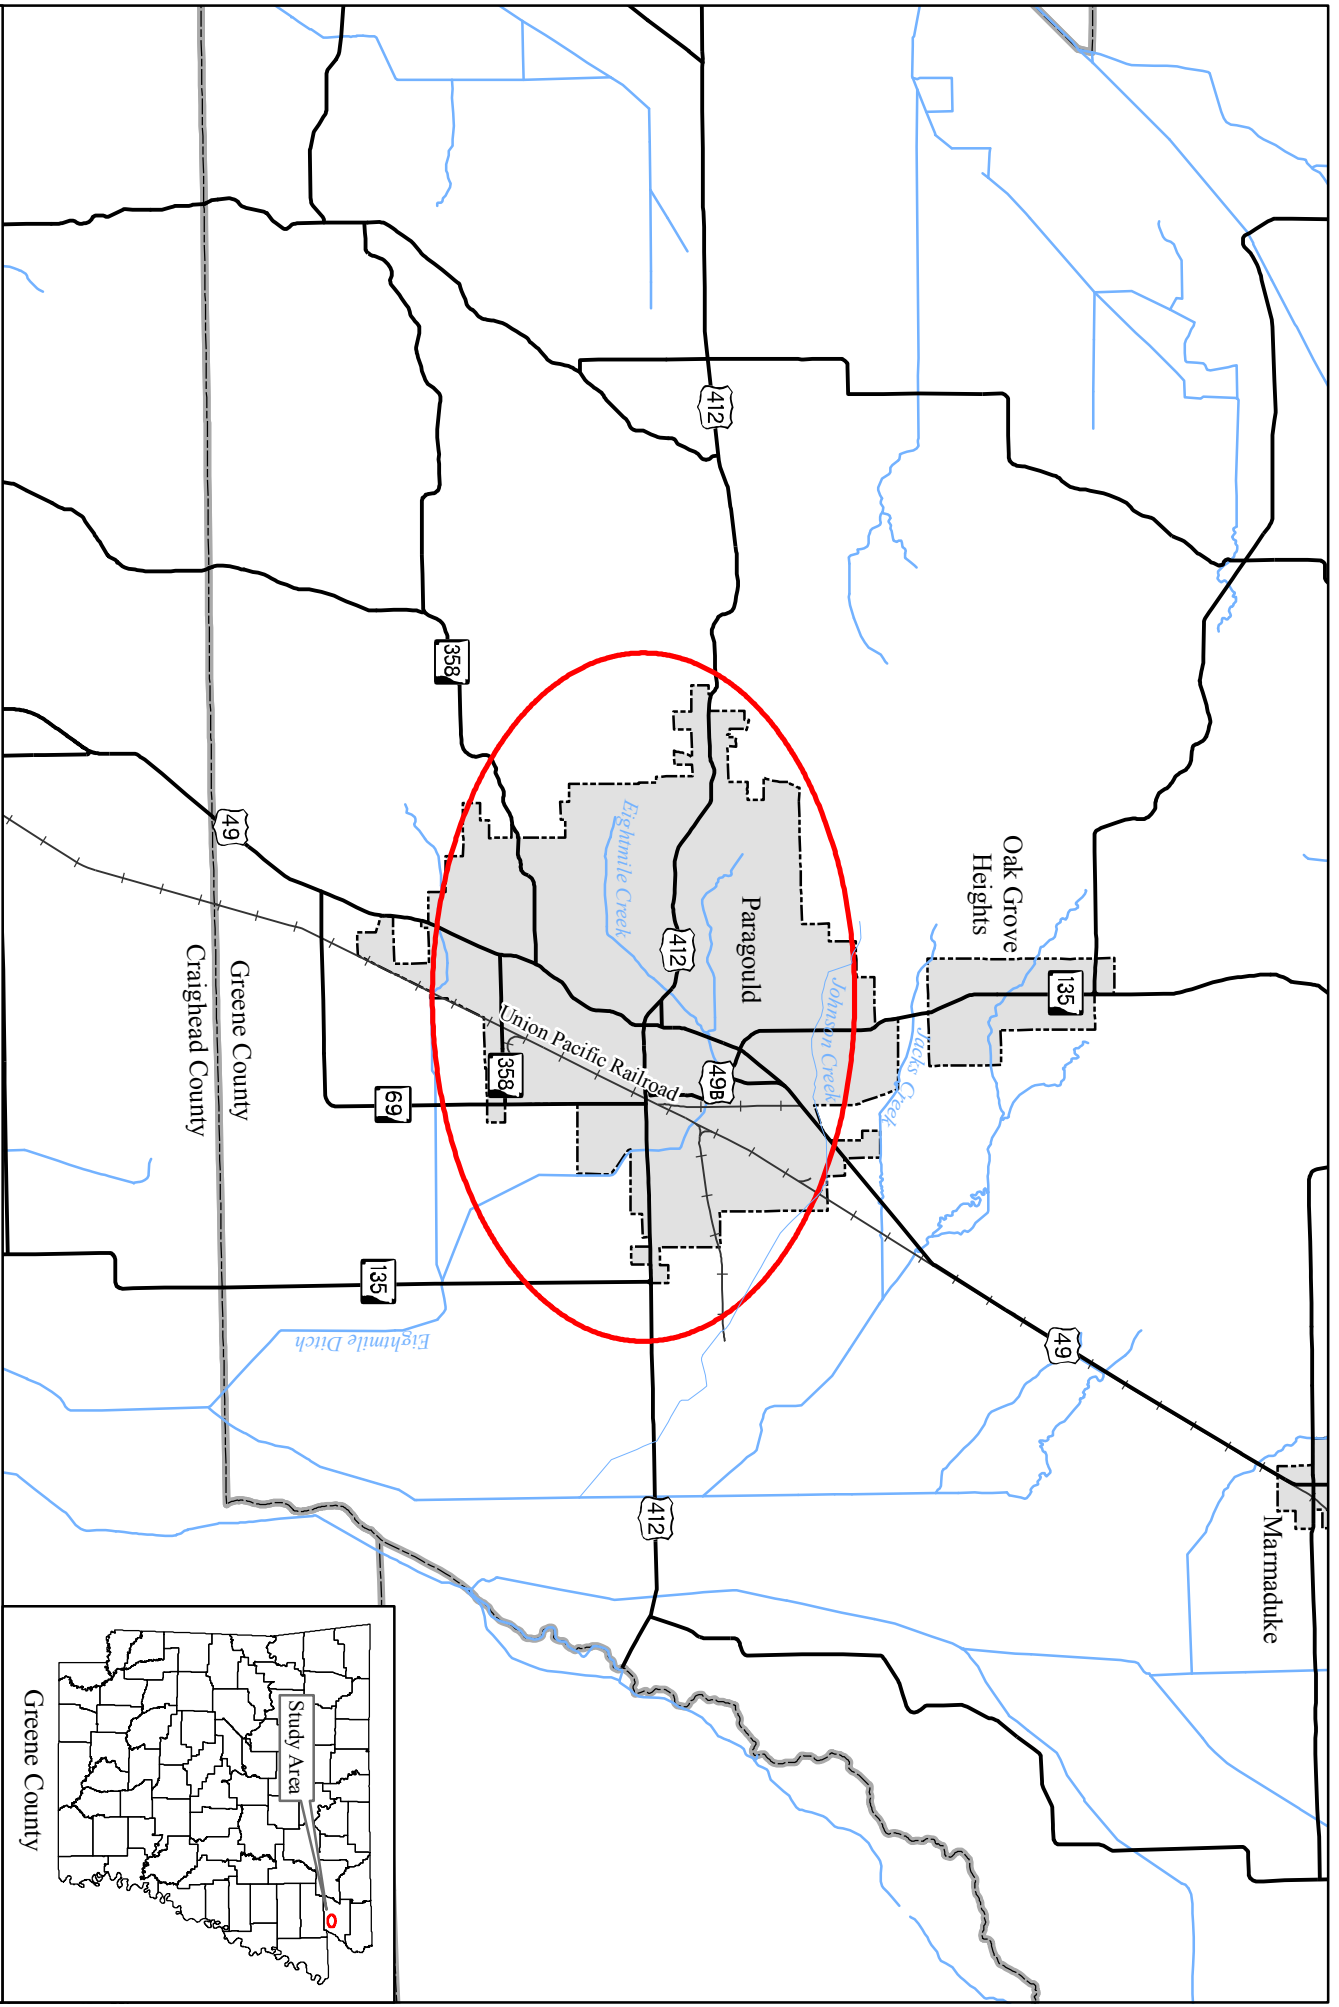 412
Oak Grove
Heights
135
358
49
Eightmile Creek
412
Paragould
Johnson Creek
Jacks Creek
Union Pacific Railroad
49B
358
69
Greene County
Craighead County
135
Eightmile Ditch
49
412
Marmaduke
Study Area
Greene County